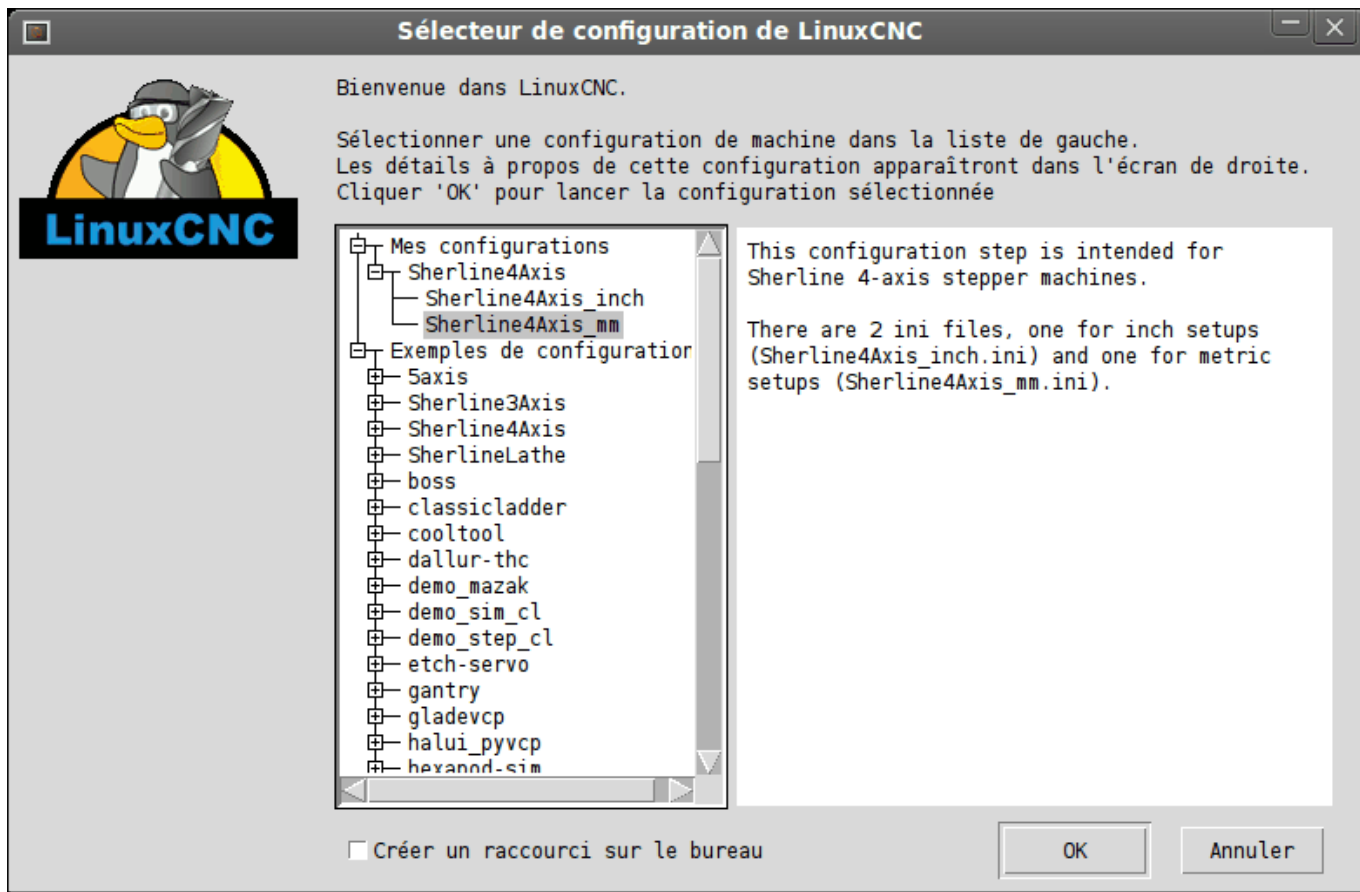 Sélecteur de configuration de LinuxCNC
LinuxCNC
Bienvenue dans LinuxCNC.
Sélectionner une configuration de machine dans la liste de gauche.
Les détails à propos de cette configuration apparaîtront dans l'écran de droite.
Cliquer 'OK' pour lancer la configuration sélectionnée
Mes configurations
Sherline4Axis
Sherline4Axis_inch
Sherline4Axis_mm
Exemples de configuration
5axis
Sherline3Axis
Sherline4Axis
SherlineLathe
boss
classicladder
cooltool
dallur-thc
demo_mazak
demo_sim_cl
demo_step_cl
etch-servo
gantry
gladevcp
halui_pyvcp
hexapod-sim
This configuration step is intended for
Sherline 4-axis stepper machines.
There are 2 ini files, one for inch setups
(Sherline4Axis_inch.ini) and one for metric
setups (Sherline4Axis_mm.ini).
Créer un raccourci sur le bureau
OK
Annuler